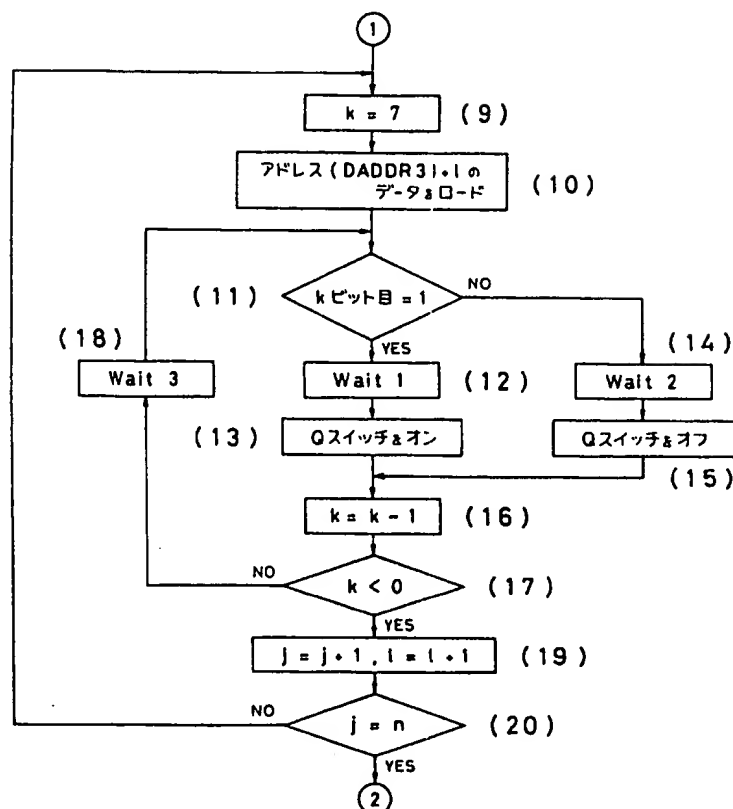 1
k = 7 (9)
アドレス(DADDR3)+iの
データをロード (10)
(11) kビット目=1 NO
YES
(18)
Wait 3
Wait 1 (12)
(14)
Wait 2
(13) Qスイッチをオン
Qスイッチをオフ
(15)
k = k - 1 (16)
NO k < 0 (17)
YES
j = j + 1 , i = i + 1 (19)
NO j = n (20)
YES
2